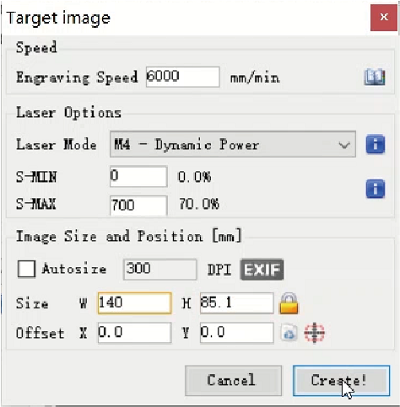 Target image
Speed
Engraving Speed 6000 mm/min
Laser Options
Laser Mode M4 - Dynamic Power
S-MIN 0 0.0%
S-MAX 700 70.0%
Image Size and Position [mm]
Autosize 300 DPI EXIF
Size W 140 H 85.1
Offset X 0.0 Y 0.0
Cancel Create!